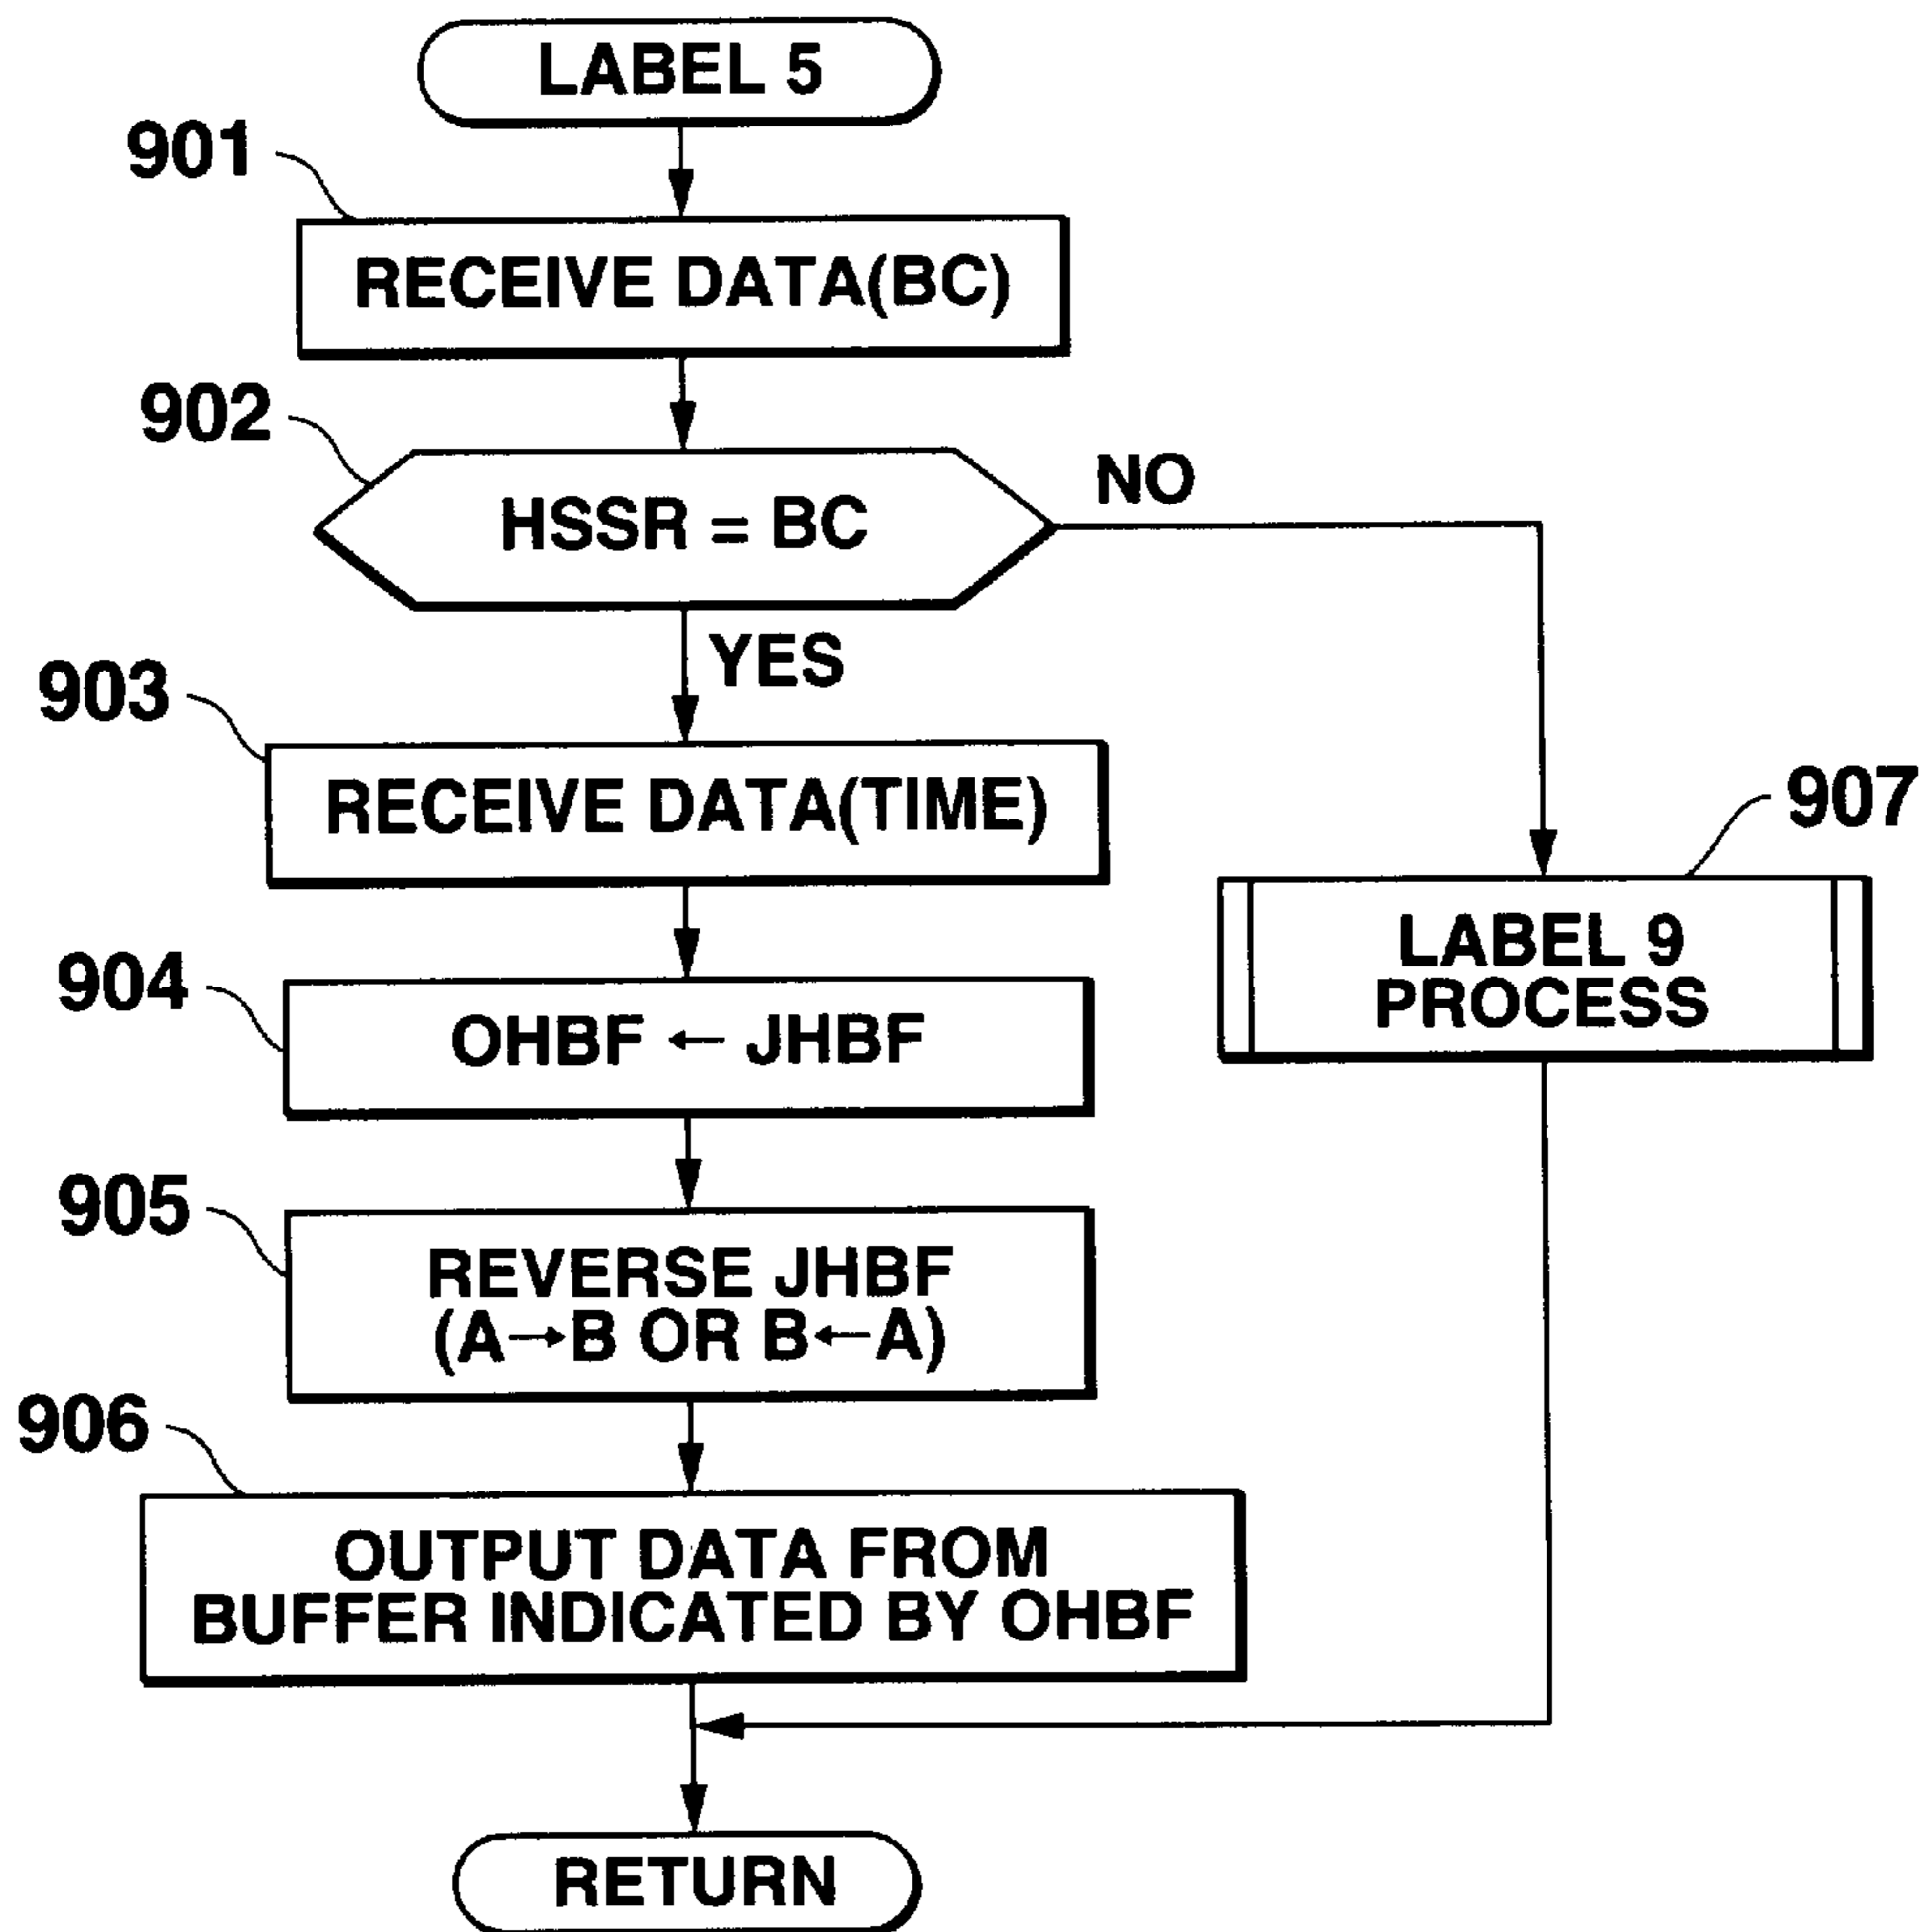 LABEL 5
901
RECEIVE DATA(BC)
902
HSSR = BC
NO
YES
903
RECEIVE DATA(TIME)
907
LABEL 9
PROCESS
904
OHBF ← JHBF
905
REVERSE JHBF
(A→B OR B←A)
906
OUTPUT DATA FROM
BUFFER INDICATED BY OHBF
RETURN